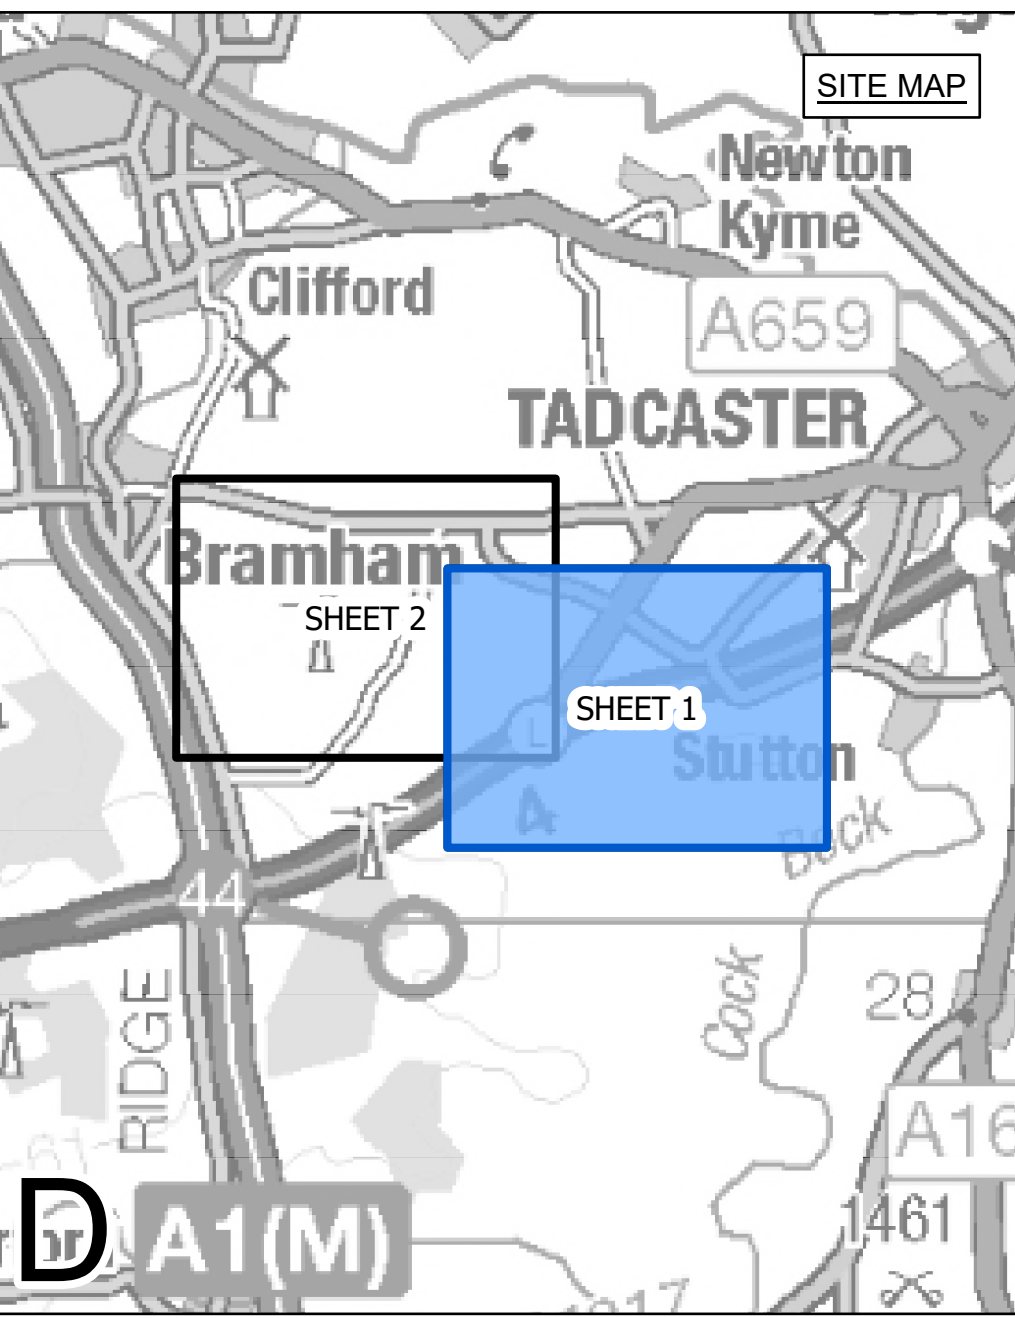 SITE MAP
Newton
Kyme
Clifford
A659
TADCASTER
Bramham
SHEET 2
SHEET 1
L
Stutton
A
Cock
Beck
44
RIDGE
28
A16
1461
D
A1(M)